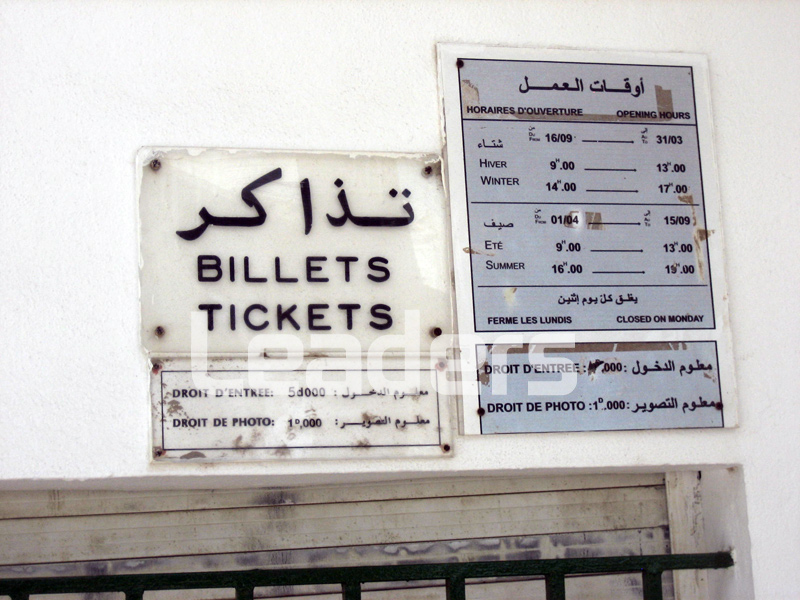 تذاكر
BILLETS
TICKETS
DROIT D'ENTREE: 5d000 معلوم الدخول :
DROIT DE PHOTO: 1ᴰ,000 معلوم التصوير :
أوقات العمل
HORAIRES D'OUVERTURE OPENING HOURS
شتاء 16/09 31/03
HIVER 9ᴴ.00 13ᴴ.00
WINTER 14ᴴ.00 17ᴴ.00
صيف 01/04 15/09
ETÉ 9ᴴ.00 13ᴴ.00
SUMMER 16ᴴ.00 19ᴴ.00
يغلق كل يوم إثنين
FERME LES LUNDIS CLOSED ON MONDAY
DROIT D'ENTREE : ,000 : معلوم الدخول
DROIT DE PHOTO :1ᴰ.000 : معلوم التصوير
Leaders